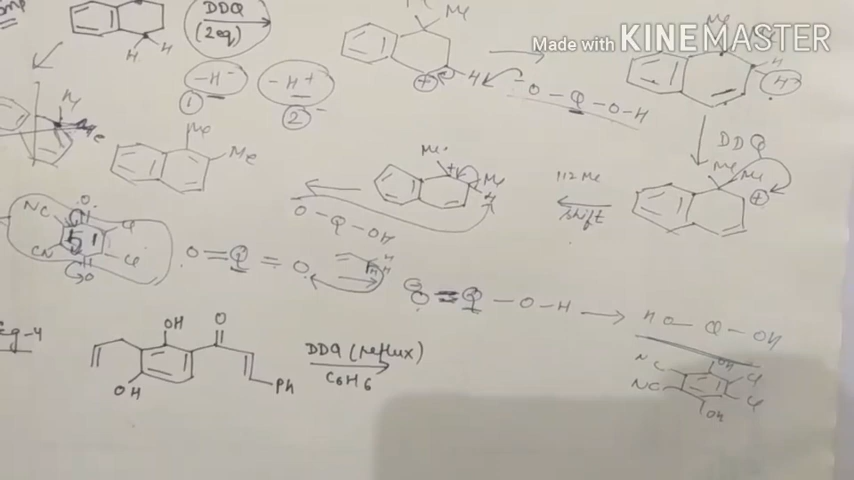 DDQ
(2eq)
H H
-H⁻
①
-H⁺
②
Me
+
H
⁻O-Q-O-H
Made with KINEMASTER
Me
H
H
DDQ
Me
Me
+
1,2 Me
shift
Me
+
Me
H
O-Q-OH
Me
Me
NC
CN
O
Cl
Cl
O
O=Q=O
H
H
O=Q-O-H
HO-Q-OH
NC
NC
OH
Cl
Cl
OH
Eg-4
OH
O
OH
Ph
DDQ (reflux)
C6H6